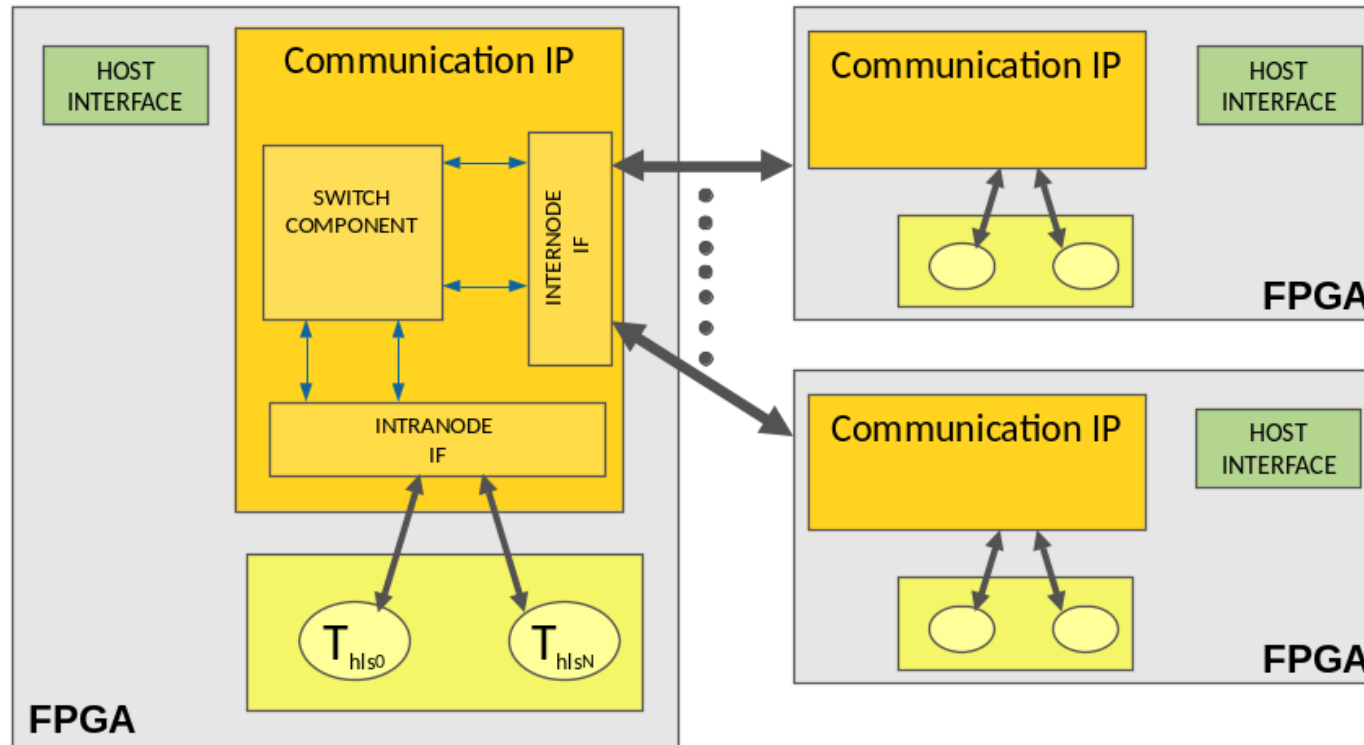 HOST
INTERFACE
Communication IP
SWITCH
COMPONENT
INTERNODE
IF
INTRANODE
IF
Thls0
ThlsN
FPGA
Communication IP
HOST
INTERFACE
FPGA
Communication IP
HOST
INTERFACE
FPGA